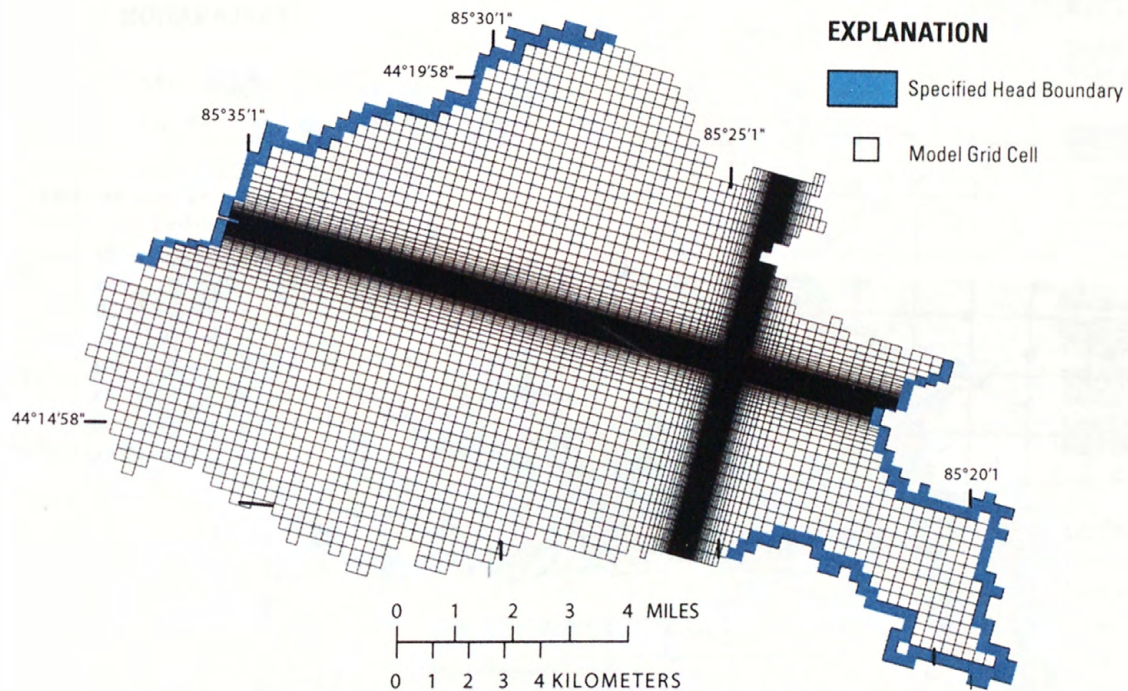 85°30'1"
EXPLANATION
44°19'58"
Specified Head Boundary
85°35'1"
85°25'1"
Model Grid Cell
44°14'58"
85°20'1
0 1 2 3 4 MILES
0 1 2 3 4 KILOMETERS